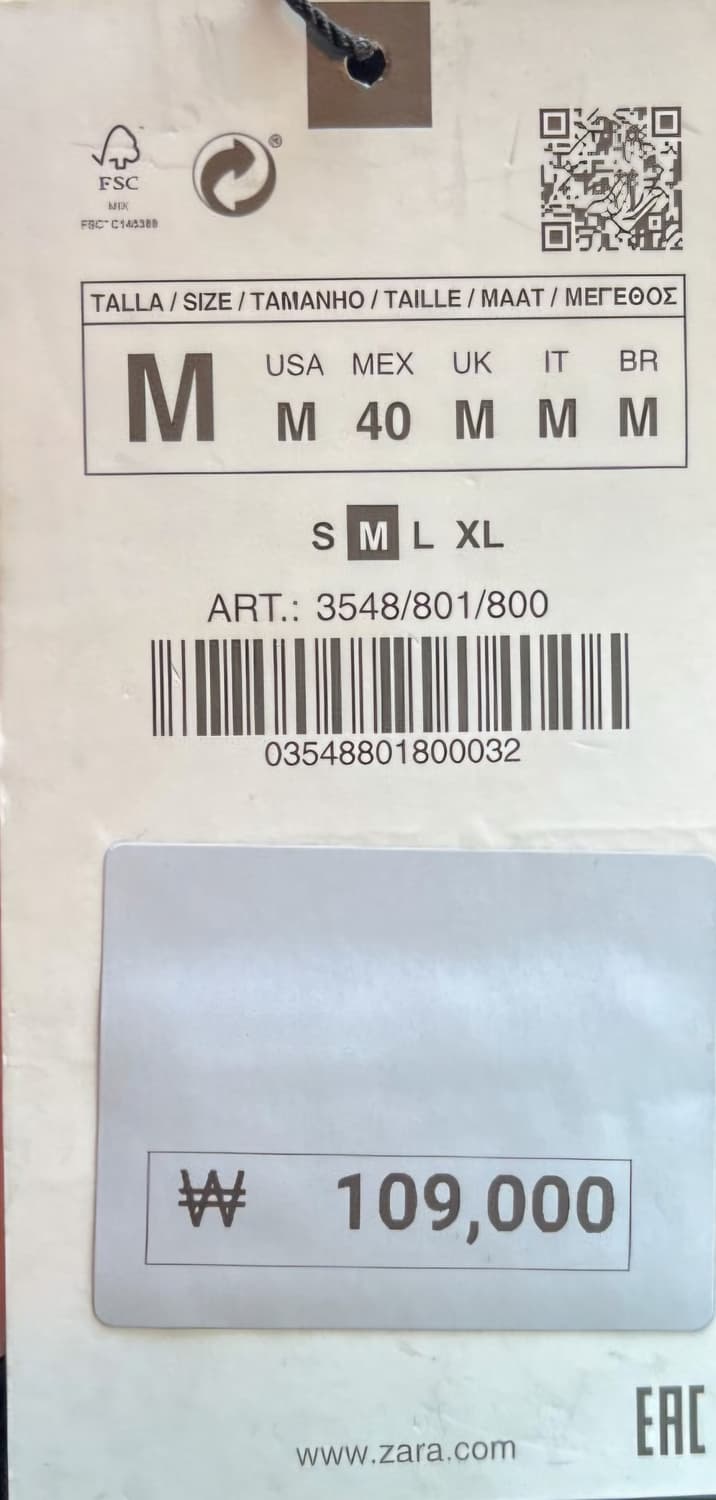 FSC
MIX
®
TALLA / SIZE / TAMANHO / TAILLE / MAAT / ΜΕΓΕΘΟΣ
M
USA MEX UK IT BR
M 40 M M M
S M L XL
ART.: 3548/801/800
03548801800032
₩ 109,000
EAC
www.zara.com